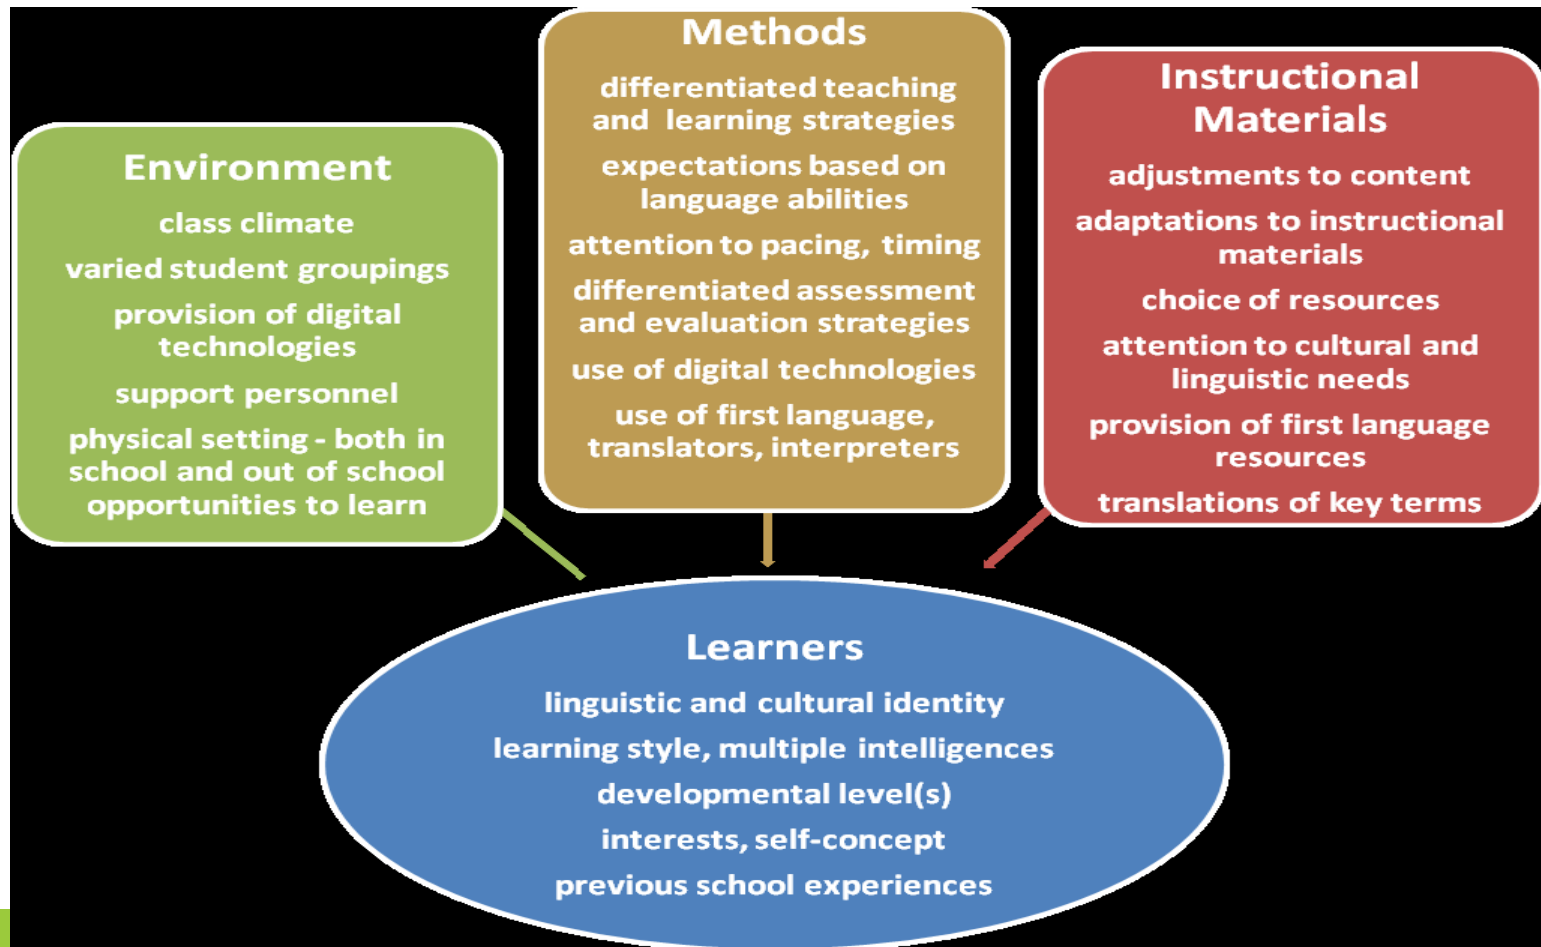 Environment
class climate
varied student groupings
provision of digital
technologies
support personnel
physical setting - both in
school and out of school
opportunities to learn
Methods
differentiated teaching
and learning strategies
expectations based on
language abilities
attention to pacing, timing
differentiated assessment
and evaluation strategies
use of digital technologies
use of first language,
translators, interpreters
Instructional
Materials
adjustments to content
adaptations to instructional
materials
choice of resources
attention to cultural and
linguistic needs
provision of first language
resources
translations of key terms
Learners
linguistic and cultural identity
learning style, multiple intelligences
developmental level(s)
interests, self-concept
previous school experiences